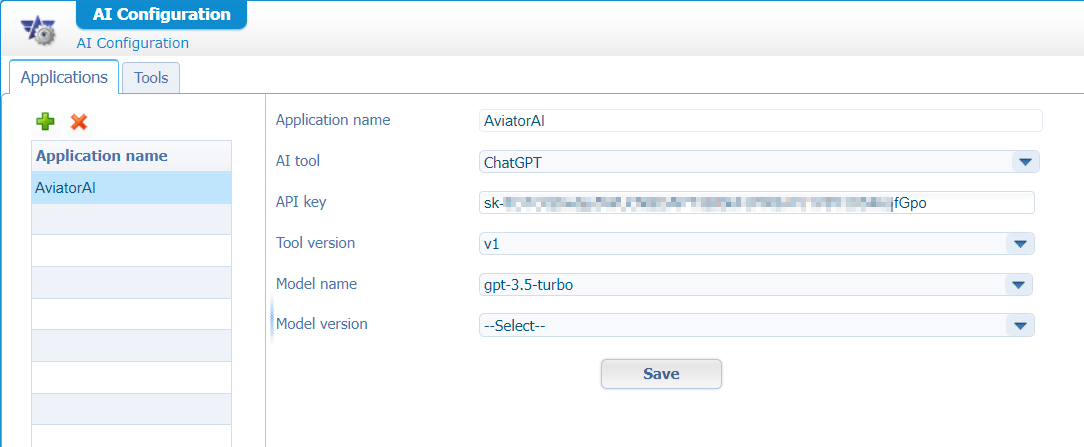 AI Configuration
AI Configuration
Applications
Tools
Application name
AviatorAI
Application name
AviatorAI
AI tool
ChatGPT
API key
sk-
fGpo
Tool version
v1
Model name
gpt-3.5-turbo
Model version
--Select--
Save